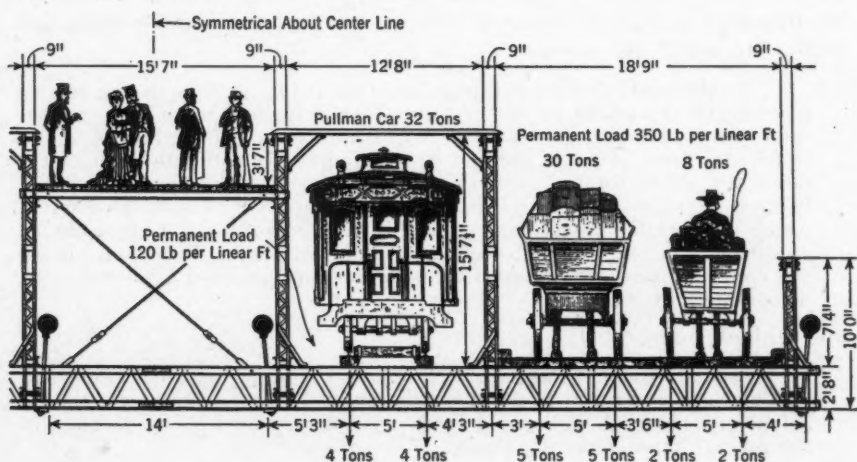 Symmetrical About Center Line
9" 15'7" 9" 12'8" 9" 18'9" 9"
Pullman Car 32 Tons
Permanent Load 350 Lb per Linear Ft
30 Tons 8 Tons
3'7"
Permanent Load
120 Lb per Linear Ft
15'7½"
7'4"
10'0"
2'8"
14' 5'3" 5' 4'3" 3' 5' 3'6" 5' 4'
4 Tons 4 Tons 5 Tons 5 Tons 2 Tons 2 Tons